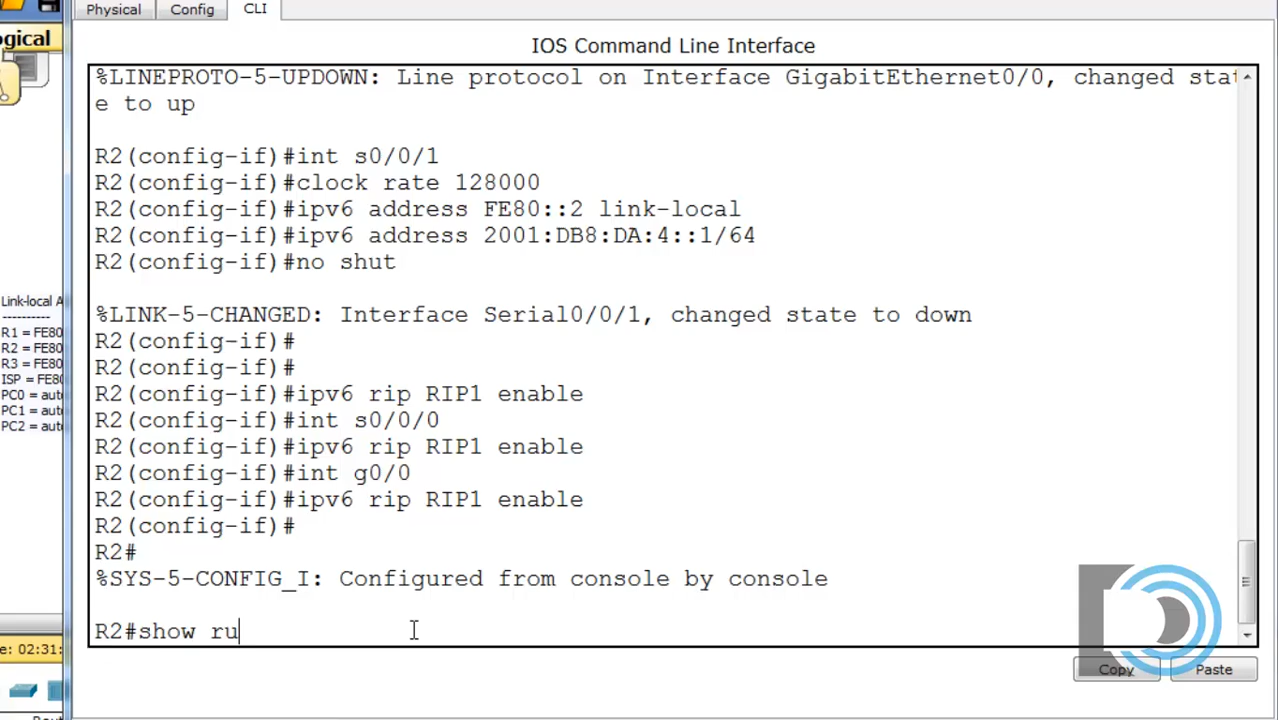 Physical
Config
CLI
ogical
IOS Command Line Interface
%LINEPROTO-5-UPDOWN: Line protocol on Interface GigabitEthernet0/0, changed stat
e to up
R2(config-if)#int s0/0/1
R2(config-if)#clock rate 128000
R2(config-if)#ipv6 address FE80::2 link-local
R2(config-if)#ipv6 address 2001:DB8:DA:4::1/64
R2(config-if)#no shut
%LINK-5-CHANGED: Interface Serial0/0/1, changed state to down
R2(config-if)#
R2(config-if)#
R2(config-if)#ipv6 rip RIP1 enable
R2(config-if)#int s0/0/0
R2(config-if)#ipv6 rip RIP1 enable
R2(config-if)#int g0/0
R2(config-if)#ipv6 rip RIP1 enable
R2(config-if)#
R2#
%SYS-5-CONFIG_I: Configured from console by console
R2#show ru
Link-local A
----------
R1 = FE80
R2 = FE80
R3 = FE80
ISP = FE80
PC0 = aut
PC1 = aut
PC2 = aut
e: 02:31:
Copy
Paste